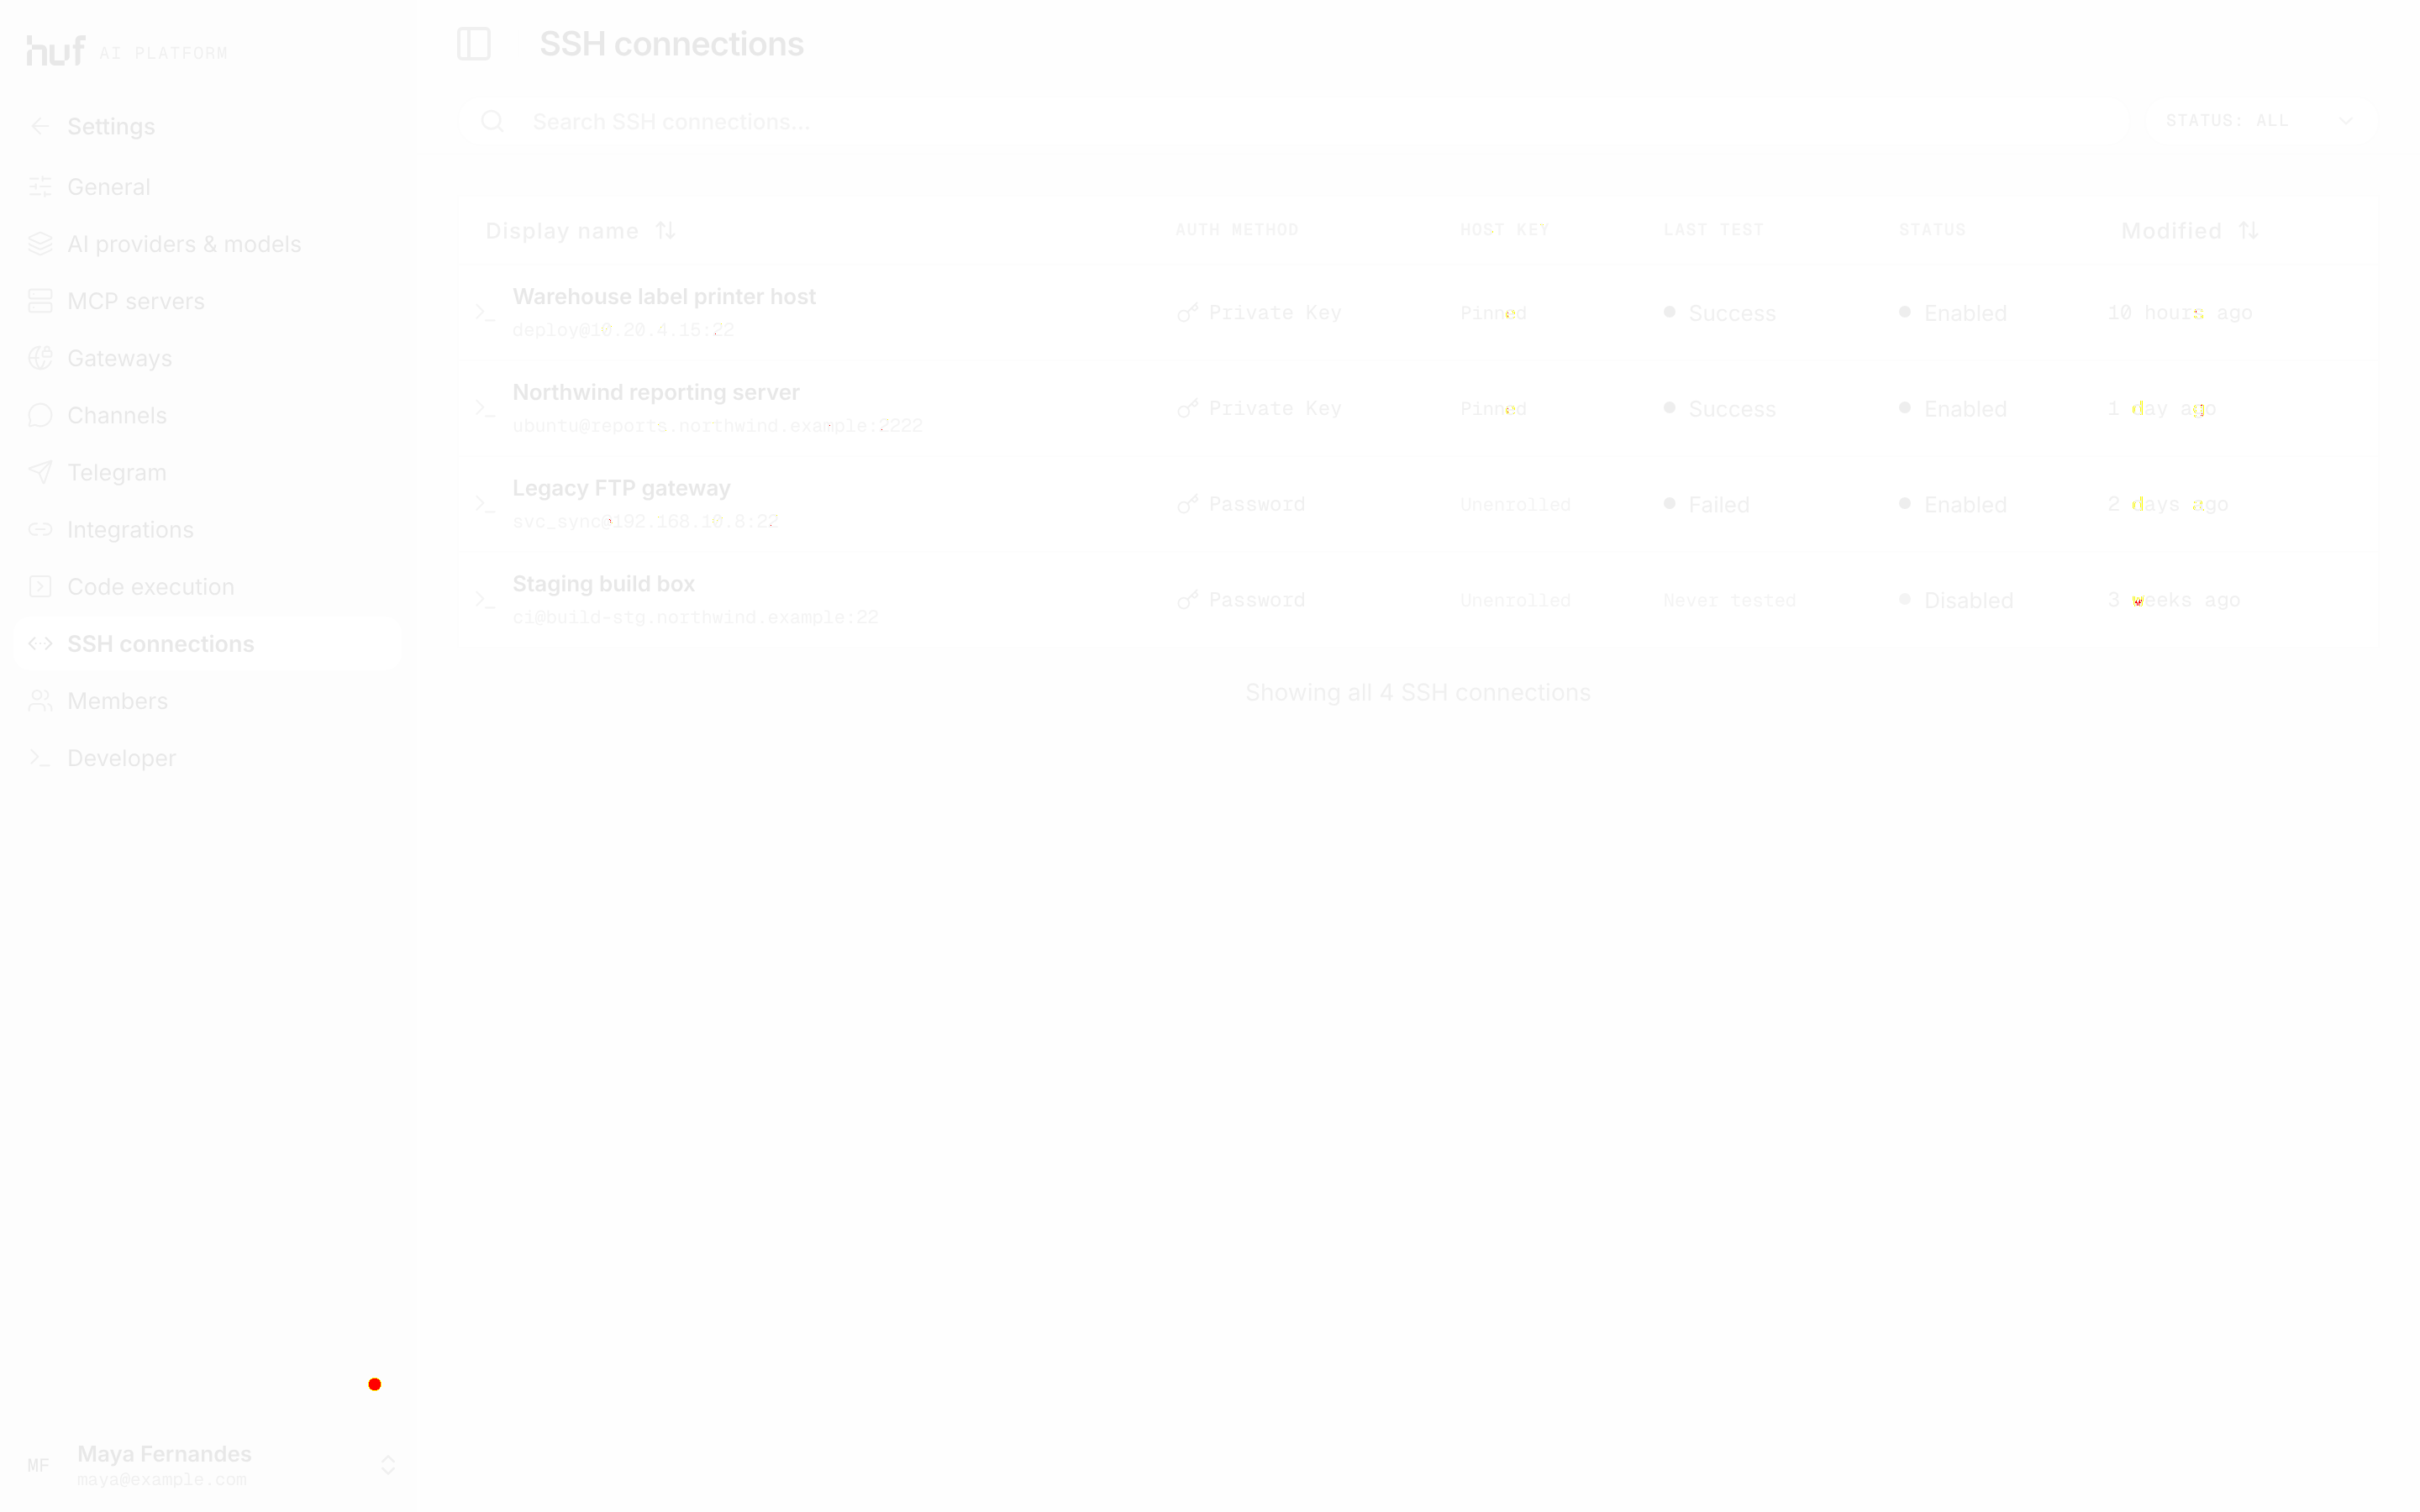 huf AI PLATFORM
Settings
General
AI providers & models
MCP servers
Gateways
Channels
Telegram
Integrations
Code execution
SSH connections
Members
Developer
MF
Maya Fernandes
maya@example.com
SSH connections
Search SSH connections...
STATUS: ALL
Display name AUTH METHOD HOST KEY LAST TEST STATUS Modified
Warehouse label printer host
deploy@10.20.4.15:22
Private Key Pinned Success Enabled 10 hours ago
Northwind reporting server
ubuntu@reports.northwind.example:2222
Private Key Pinned Success Enabled 1 day ago
Legacy FTP gateway
svc_sync@192.168.10.8:22
Password Unenrolled Failed Enabled 2 days ago
Staging build box
ci@build-stg.northwind.example:22
Password Unenrolled Never tested Disabled 3 weeks ago
Showing all 4 SSH connections